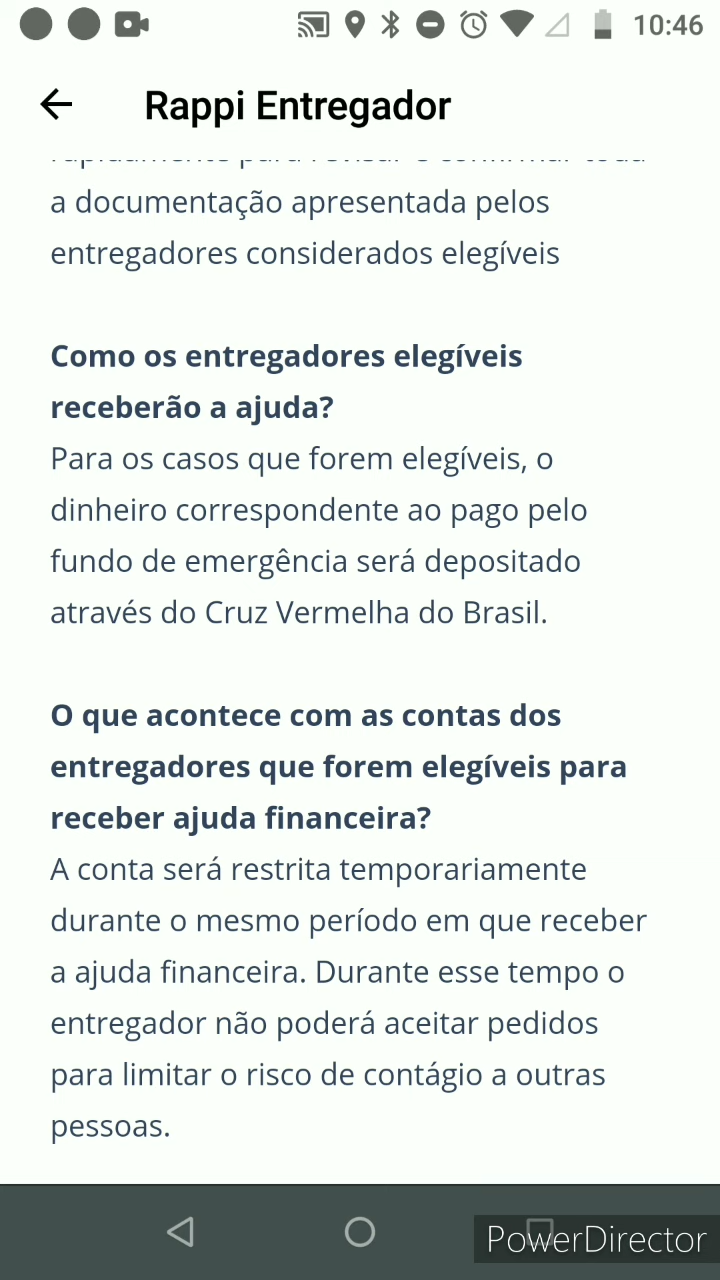 10:46
Rappi Entregador
a documentação apresentada pelos
entregadores considerados elegíveis
Como os entregadores elegíveis
receberão a ajuda?
Para os casos que forem elegíveis, o
dinheiro correspondente ao pago pelo
fundo de emergência será depositado
através do Cruz Vermelha do Brasil.
O que acontece com as contas dos
entregadores que forem elegíveis para
receber ajuda financeira?
A conta será restrita temporariamente
durante o mesmo período em que receber
a ajuda financeira. Durante esse tempo o
entregador não poderá aceitar pedidos
para limitar o risco de contágio a outras
pessoas.
PowerDirector